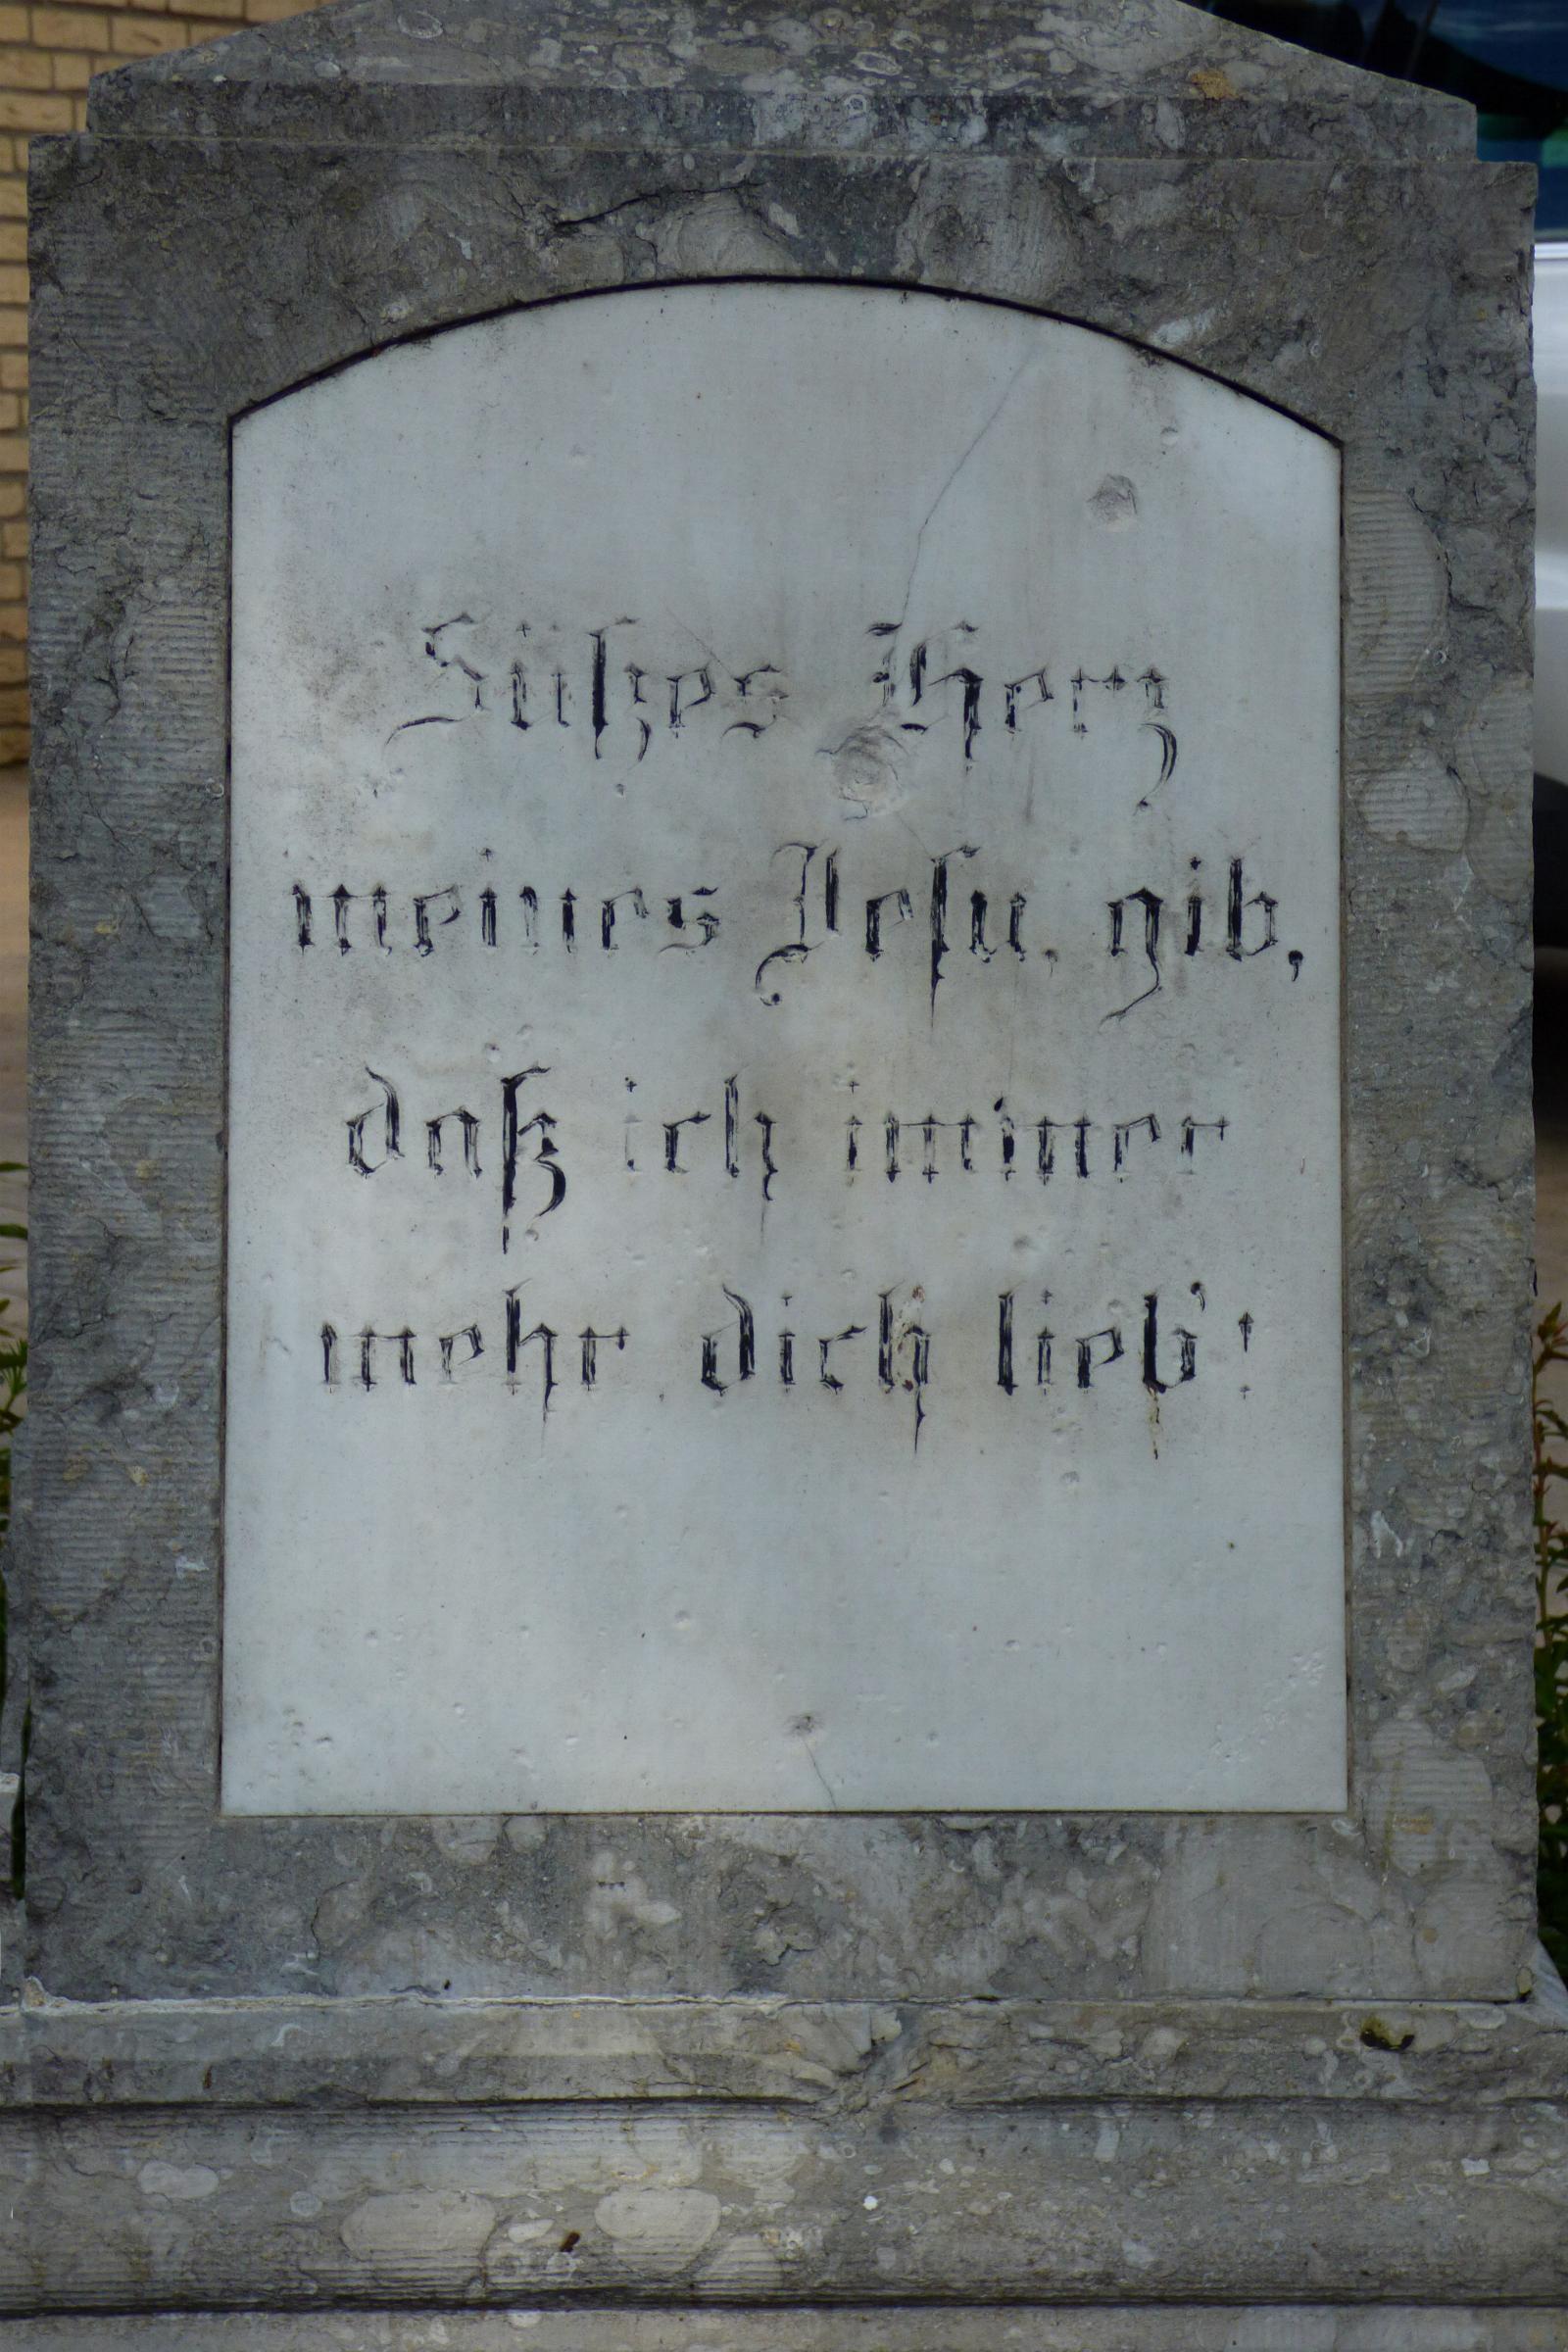 Süßes Herz
meines Jesu, gib,
daß ich immer
mehr dich lieb'!